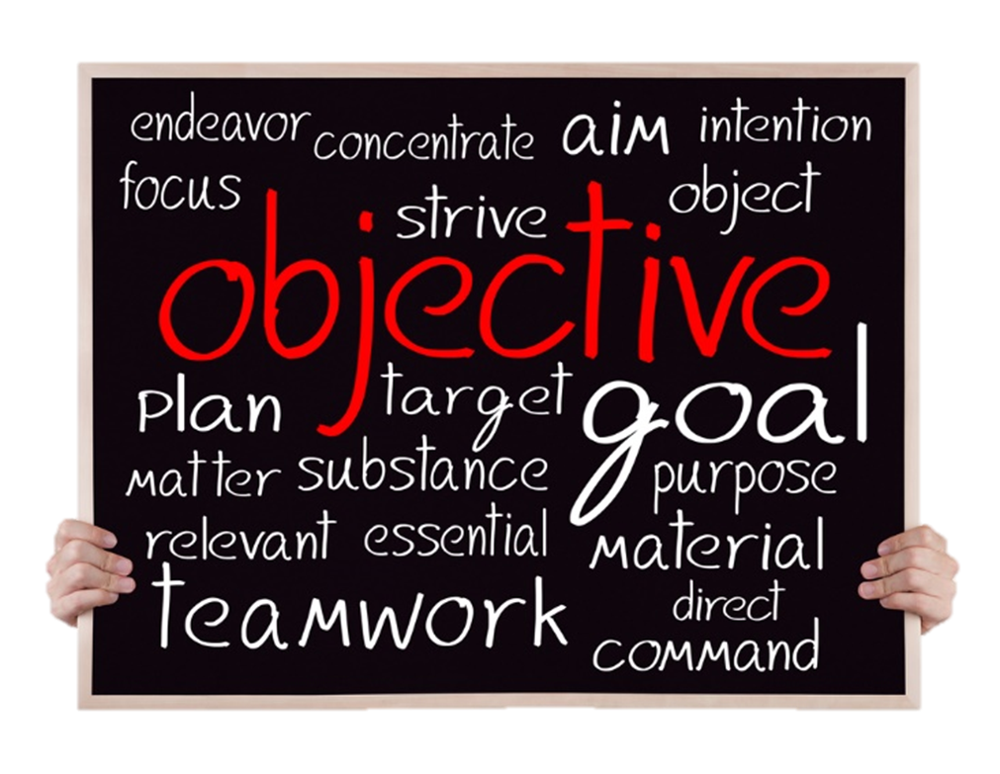 endeavor concentrate aim intention
focus strive object
objective
plan target goal
matter substance purpose
relevant essential material
teamwork direct
command